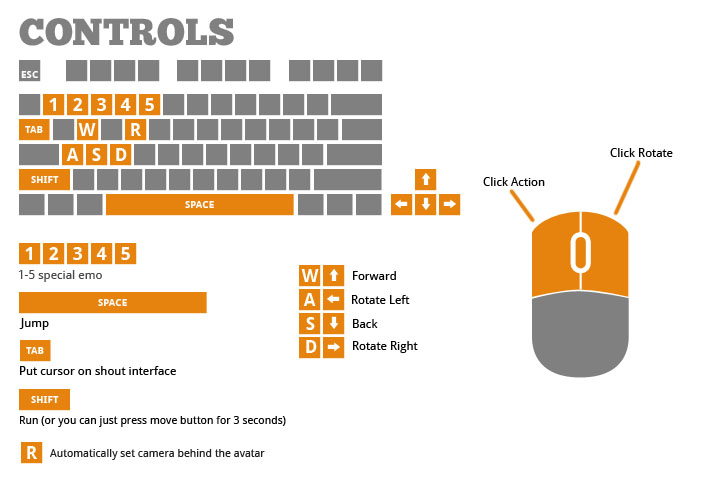 CONTROLS
ESC
1 2 3 4 5
TAB W R
A S D
SHIFT
SPACE
Click Rotate
Click Action
1 2 3 4 5
1-5 special emo
SPACE
Jump
TAB
Put cursor on shout interface
SHIFT
Run (or you can just press move button for 3 seconds)
R Automatically set camera behind the avatar
W Forward
A Rotate Left
S Back
D Rotate Right